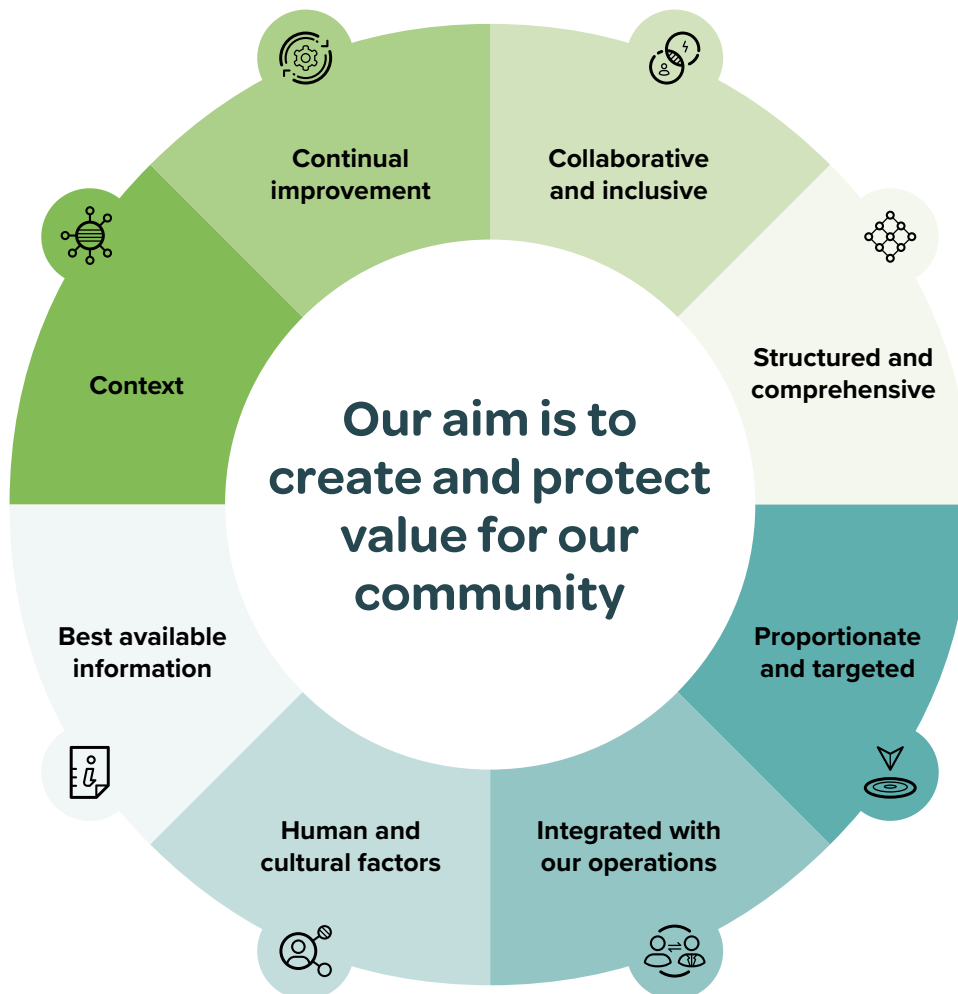 Continual
improvement
Collaborative
and inclusive
Context
Structured and
comprehensive
Our aim is to
create and protect
value for our
community
Best available
information
Proportionate
and targeted
Human and
cultural factors
Integrated with
our operations